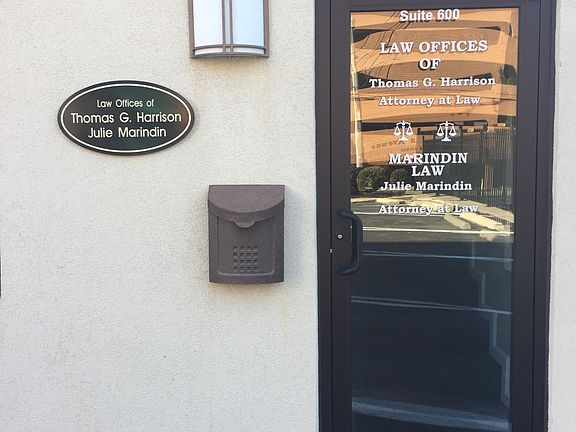 Law Offices of
Thomas G. Harrison
Julie Marindin
Suite 600
LAW OFFICES
OF
Thomas G. Harrison
Attorney at Law
MARINDIN
LAW
Julie Marindin
Attorney at Law